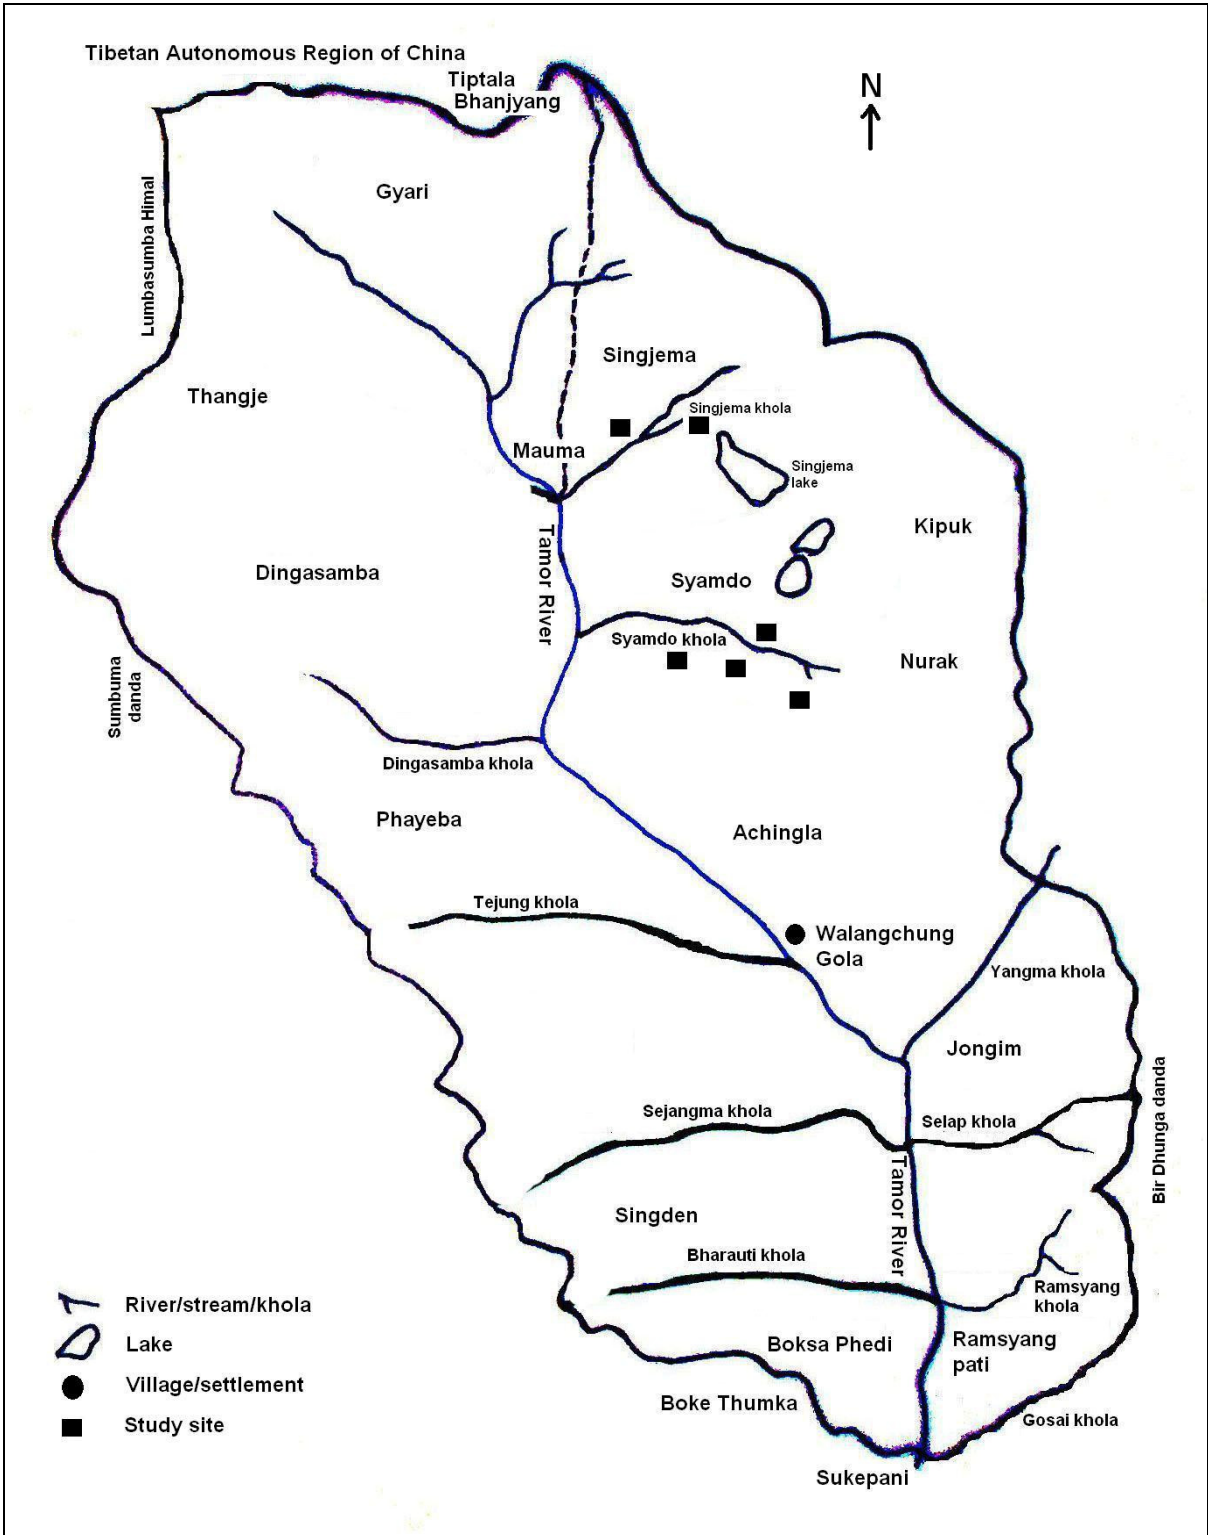 Tibetan Autonomous Region of China
Tiptala
Bhanjyang
N
Gyari
Lumbasumba Himal
Singjema
Thangje
Singjema khola
Mauma
Singjema
lake
Kipuk
Tamor River
Dingasamba
Syamdo
Syamdo khola
Nurak
Sumbuma
danda
Dingasamba khola
Phayeba
Achingla
Tejung khola
Walangchung
Gola
Yangma khola
Jongim
Sejangma khola
Selap khola
Bir Dhunga danda
Tamor River
Singden
Bharauti khola
Ramsyang
khola
Boksa Phedi
Ramsyang
pati
Boke Thumka
Gosai khola
Sukepani
River/stream/khola
Lake
Village/settlement
Study site